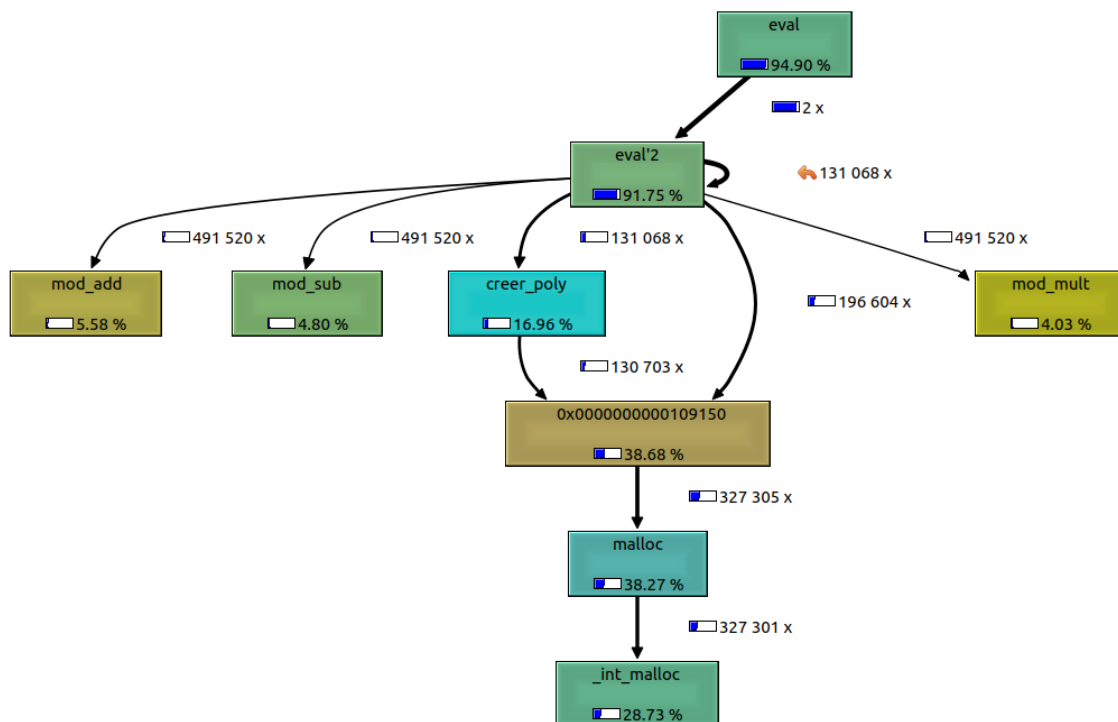 eval
94.90 %
2 x
eval'2
91.75 %
131 068 x
491 520 x
491 520 x
131 068 x
491 520 x
mod_add
5.58 %
mod_sub
4.80 %
creer_poly
16.96 %
196 604 x
mod_mult
4.03 %
130 703 x
0x0000000000109150
38.68 %
327 305 x
malloc
38.27 %
327 301 x
_int_malloc
28.73 %